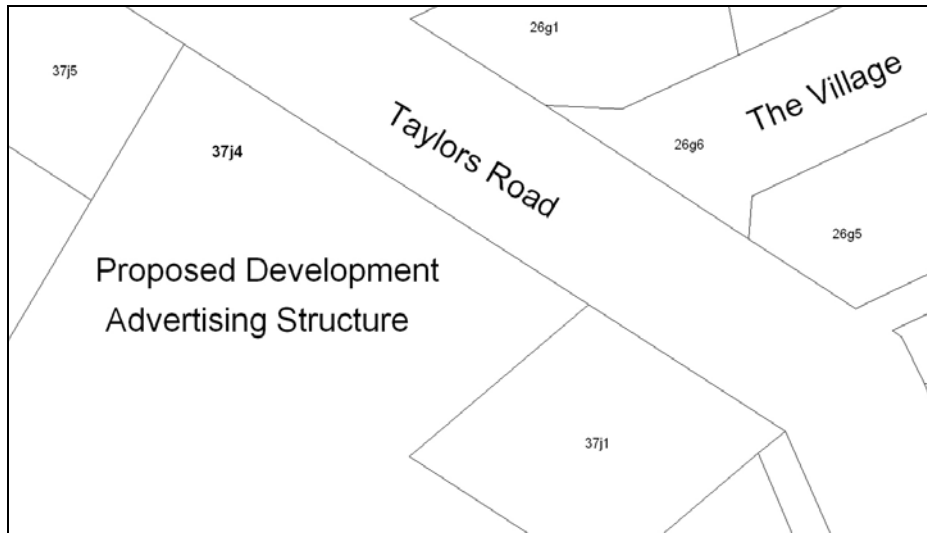 26g1
37j5
The Village
Taylors Road
26g6
37j4
26g5
Proposed Development
Advertising Structure
37j1